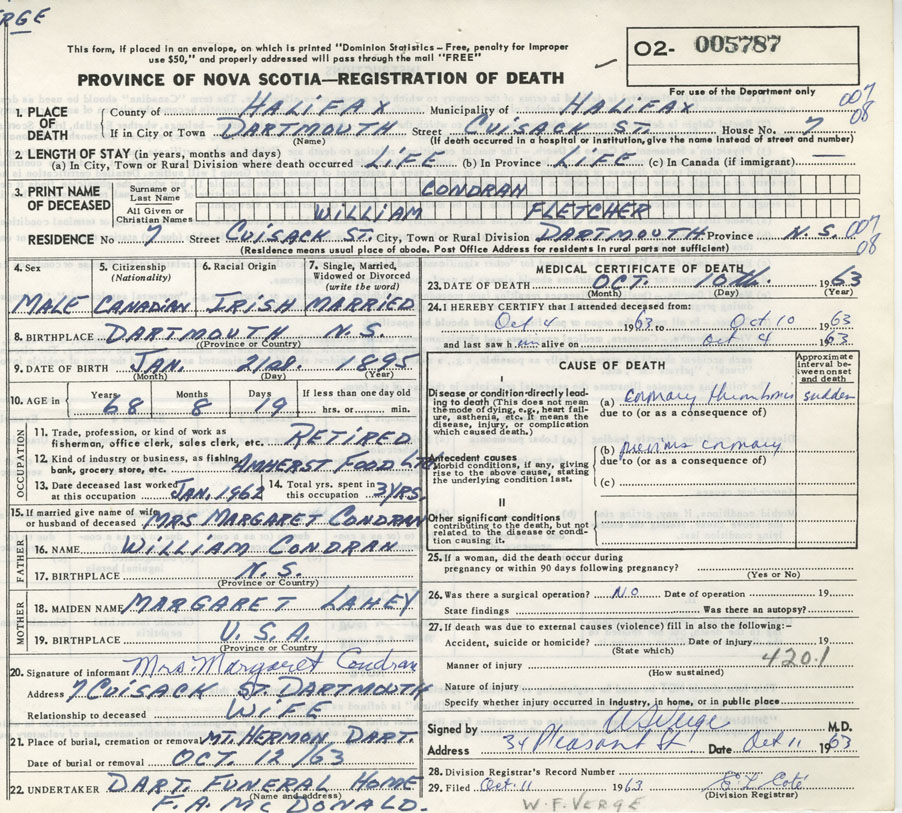 RGE
This form, if placed in an envelope, on which is printed "Dominion Statistics – Free, penalty for improper
use $50," and properly addressed will pass through the mail "FREE"
PROVINCE OF NOVA SCOTIA—REGISTRATION OF DEATH
02- 005787
For use of the Department only
007
08
1. PLACE OF DEATH { County of HALIFAX Municipality of HALIFAX
If in City or Town DARTMOUTH Street CUISACK ST. House No. 7
(Name) (If death occurred in a hospital or institution, give the name instead of street and number)
2. LENGTH OF STAY (in years, months and days)
(a) In City, Town or Rural Division where death occurred LIFE (b) In Province LIFE (c) In Canada (if immigrant) —
3. PRINT NAME OF DECEASED Surname or Last Name CONDRAN
All Given or Christian Names WILLIAM FLETCHER
RESIDENCE No 7 Street CUISACK ST. City, Town or Rural Division DARTMOUTH Province N.S. 007
08
(Residence means usual place of abode. Post Office Address for residents in rural parts not sufficient)
4. Sex 5. Citizenship (Nationality) 6. Racial Origin 7. Single, Married, Widowed or Divorced (write the word)
MALE CANADIAN IRISH MARRIED
8. BIRTHPLACE DARTMOUTH N.S.
(Province or Country)
9. DATE OF BIRTH JAN. 21st. 1895
(Month) (Day) (Year)
10. AGE in Years 68 Months 8 Days 19 If less than one day old
hrs. or min.
OCCUPATION
11. Trade, profession, or kind of work as
fisherman, office clerk, sales clerk, etc. RETIRED
12. Kind of industry or business, as fishing,
bank, grocery store, etc. AMHERST FOOD LTD
13. Date deceased last worked at this occupation JAN. 1962 14. Total yrs. spent in this occupation 3 YRS.
15. If married give name of wife
or husband of deceased MRS MARGARET CONDRAN
FATHER
16. NAME WILLIAM CONDRAN
17. BIRTHPLACE N.S.
(Province or Country)
MOTHER
18. MAIDEN NAME MARGARET LAHEY
19. BIRTHPLACE U.S.A.
(Province or Country
20. Signature of informant Mrs. Margaret Condran
Address 7 CUISACK ST. DARTMOUTH
Relationship to deceased WIFE
21. Place of burial, cremation or removal MT. HERMON DART.
Date of burial or removal OCT. 12/63
22. UNDERTAKER DART. FUNERAL HOME
(Name and address)
F. A. McDONALD.
MEDICAL CERTIFICATE OF DEATH
23. DATE OF DEATH OCT. 10th. 1963
(Month) (Day) (Year)
24. I HEREBY CERTIFY that I attended deceased from:
Oct 4 1963 to Oct 10 1963
and last saw him alive on Oct 4 1963
CAUSE OF DEATH
Approximate interval between onset and death
I
Disease or condition directly leading to death (This does not mean the mode of dying, e.g., heart failure, asthenia, etc. It means the disease, injury, or complication which caused death.)
(a) coronary thrombosis sudden
due to (or as a consequence of)
Antecedent causes
Morbid conditions, if any, giving rise to the above cause, stating the underlying condition last.
(b) previous coronary
due to (or as a consequence of)
(c)
II
Other significant conditions
contributing to the death, but not related to the disease or condition causing it.
25. If a woman, did the death occur during
pregnancy or within 90 days following pregnancy?
(Yes or No)
26. Was there a surgical operation? NO Date of operation 19
State findings Was there an autopsy?
27. If death was due to external causes (violence) fill in also the following:–
Accident, suicide or homicide? Date of injury 19
(State which)
Manner of injury 420.1
(How sustained)
Nature of injury
Specify whether injury occurred in industry, in home, or in public place
Signed by W F Verge M.D.
Address 34 Pleasant St Date Oct 11 1963
28. Division Registrar's Record Number
29. Filed Oct. 11 1963
(Division Registrar)
W. F. VERGE